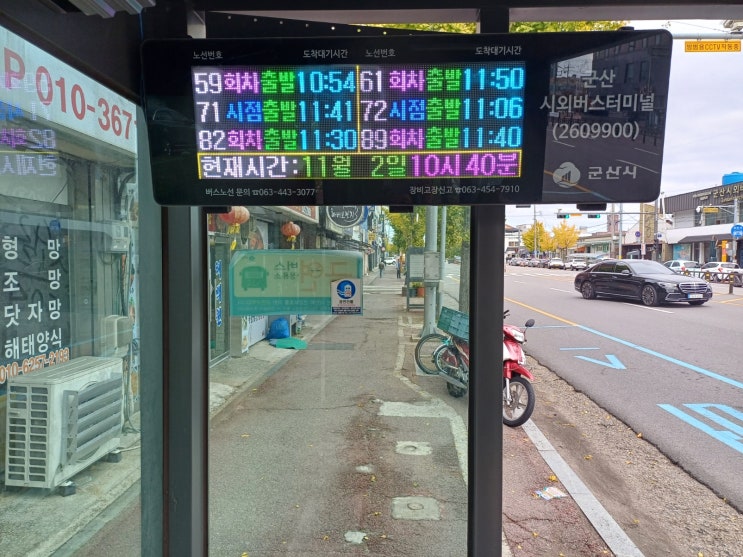 노선번호 도착대기시간 노선번호 도착대기시간
59 회차출발 10:54 61 회차출발 11:50
71 시점출발 11:41 72 시점출발 11:06
82 회차출발 11:30 89 회차출발 11:40
현재시간:11월 2일 10시 40분
버스노선 문의 ☎063-443-3077 장비고장신고 ☎063-454-7910
군산
시외버스터미널
(2609900)
군산시
P 010-367
형 망
조 망
닷자망
해태양식
010-6257-2193
버스